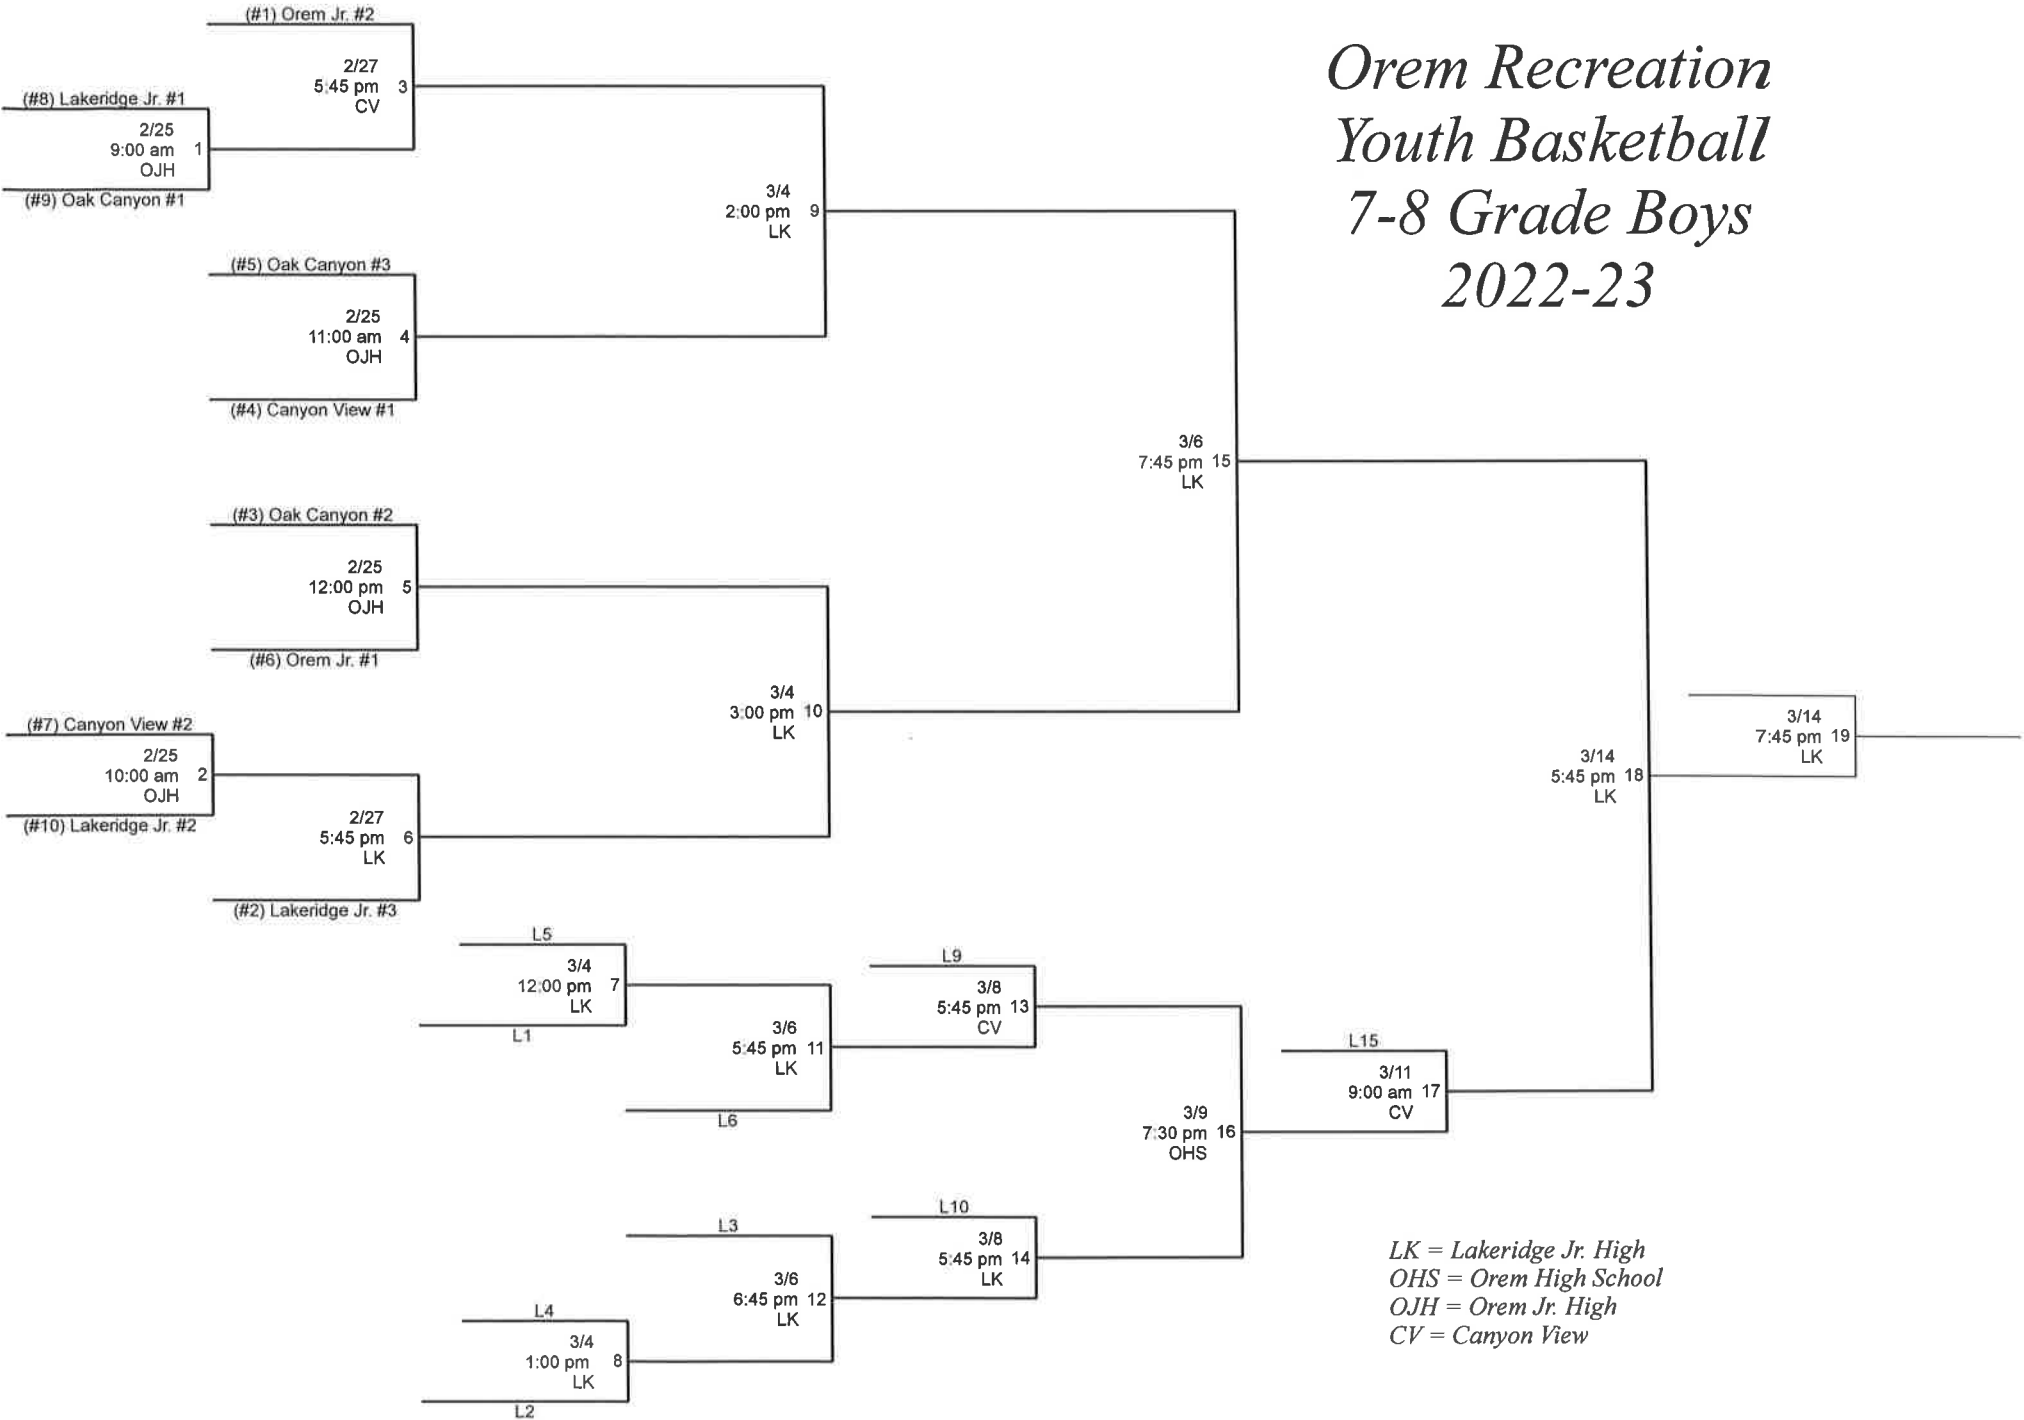 (#1) Orem Jr. #2
2/27
5:45 pm 3
CV
(#8) Lakeridge Jr. #1
2/25
9:00 am 1
OJH
(#9) Oak Canyon #1
Orem Recreation
Youth Basketball
7-8 Grade Boys
2022-23
3/4
2:00 pm 9
LK
(#5) Oak Canyon #3
2/25
11:00 am 4
OJH
(#4) Canyon View #1
3/6
7:45 pm 15
LK
(#3) Oak Canyon #2
2/25
12:00 pm 5
OJH
(#6) Orem Jr. #1
3/4
3:00 pm 10
LK
(#7) Canyon View #2
2/25
10:00 am 2
OJH
(#10) Lakeridge Jr. #2
2/27
5:45 pm 6
LK
(#2) Lakeridge Jr. #3
3/14
7:45 pm 19
LK
3/14
5:45 pm 18
LK
L5
3/4
12:00 pm 7
LK
L1
3/6
5:45 pm 11
LK
L6
L9
3/8
5:45 pm 13
CV
L15
3/11
9:00 am 17
CV
3/9
7:30 pm 16
OHS
L3
3/6
6:45 pm 12
LK
L10
3/8
5:45 pm 14
LK
L4
3/4
1:00 pm 8
LK
L2
LK = Lakeridge Jr. High
OHS = Orem High School
OJH = Orem Jr. High
CV = Canyon View